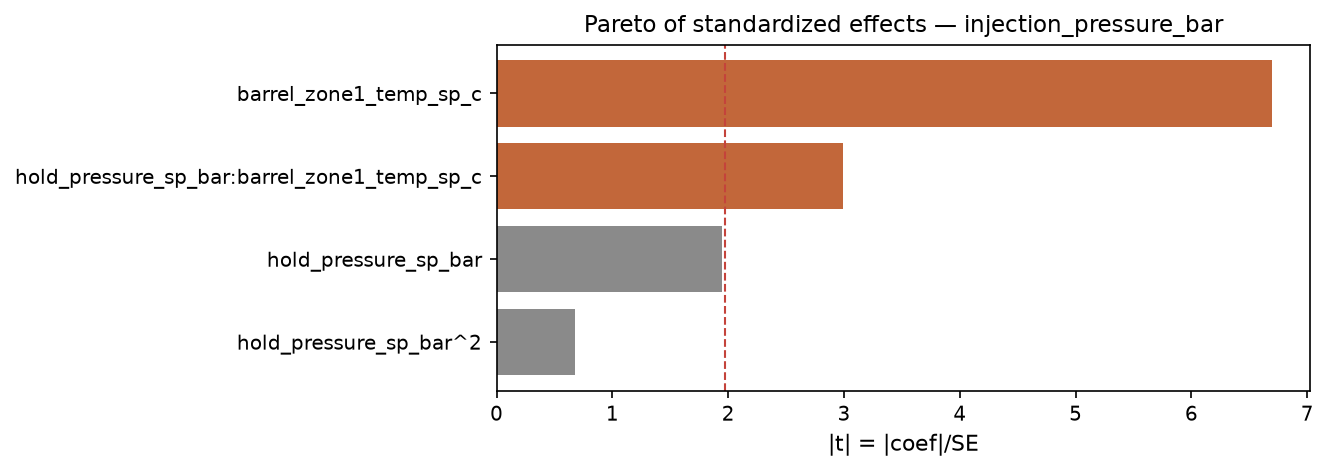 Pareto of standardized effects — injection_pressure_bar
barrel_zone1_temp_sp_c
hold_pressure_sp_bar:barrel_zone1_temp_sp_c
hold_pressure_sp_bar
hold_pressure_sp_bar^2
0 1 2 3 4 5 6 7
|t| = |coef|/SE